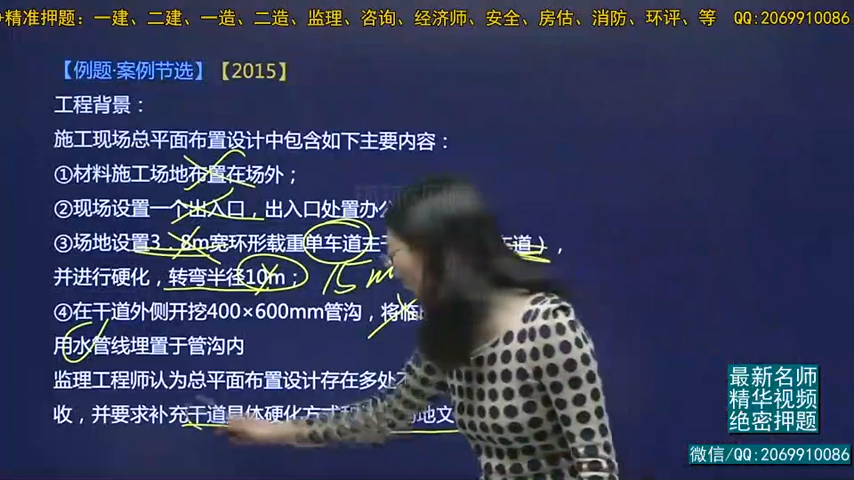 精准押题：一建、二建、一造、二造、监理、咨询、经济师、安全、房估、消防、环评、等 QQ:2069910086
【例题·案例节选】【2015】
工程背景：
施工现场总平面布置设计中包含如下主要内容：
①材料施工场地布置在场外；
②现场设置一个出入口，出入口处置办
③场地设置3.8m宽环形载重单车道主 车道），
并进行硬化，转弯半径10m； 15m
④在干道外侧开挖400×600mm管沟，将临
用水管线埋置于管沟内
监理工程师认为总平面布置设计存在多处
收，并要求补充干道具体硬化方式 地文
最新名师
精华视频
绝密押题
微信/QQ:2069910086